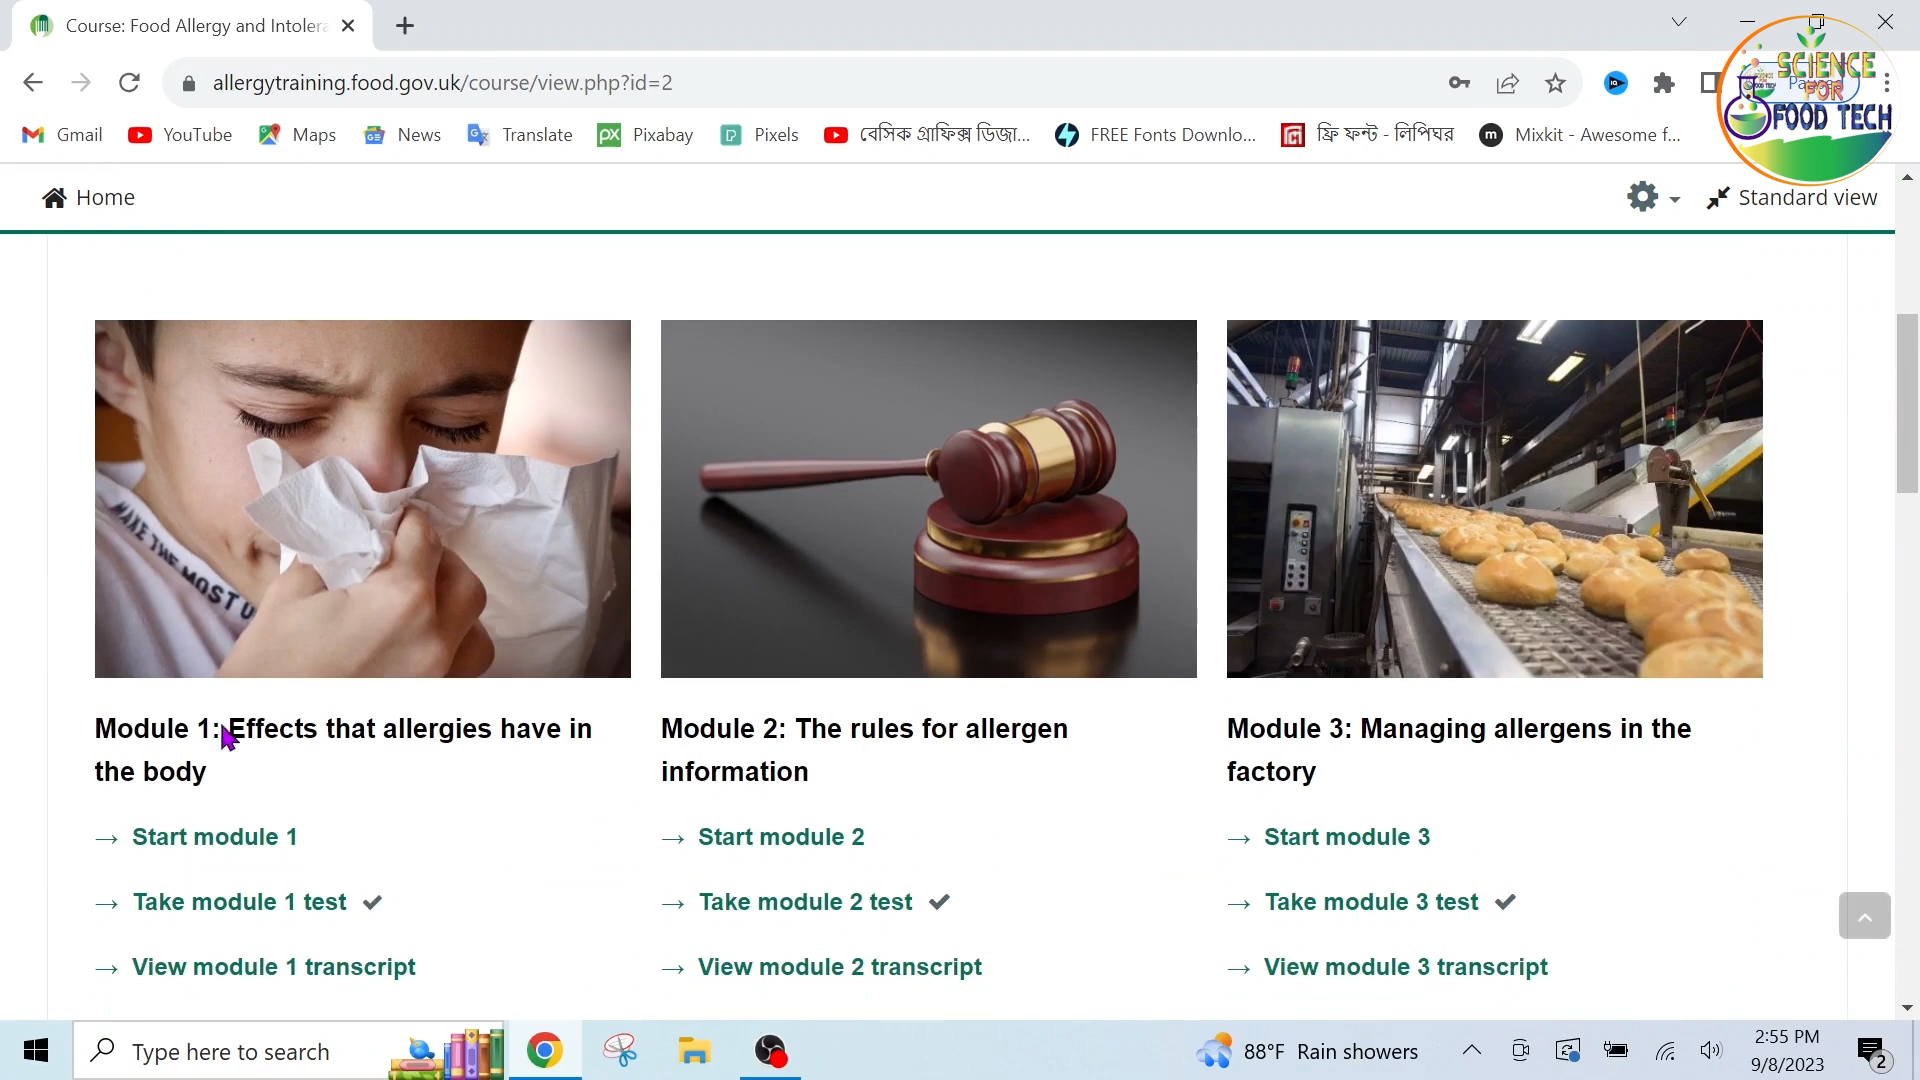 Course: Food Allergy and Intolera
allergytraining.food.gov.uk/course/view.php?id=2
SCIENCE
FOR
FOOD TECH
Gmail
YouTube
Maps
News
Translate
Pixabay
Pixels
বেসিক গ্রাফিক্স ডিজা...
FREE Fonts Downlo...
ফ্রি ফন্ট - লিপিঘর
Mixkit - Awesome f...
Home
Standard view
MAKE THE MOST
Module 1: Effects that allergies have in
the body
Start module 1
Take module 1 test
View module 1 transcript
Module 2: The rules for allergen
information
Start module 2
Take module 2 test
View module 2 transcript
Module 3: Managing allergens in the
factory
Start module 3
Take module 3 test
View module 3 transcript
Type here to search
88°F Rain showers
2:55 PM
9/8/2023
2